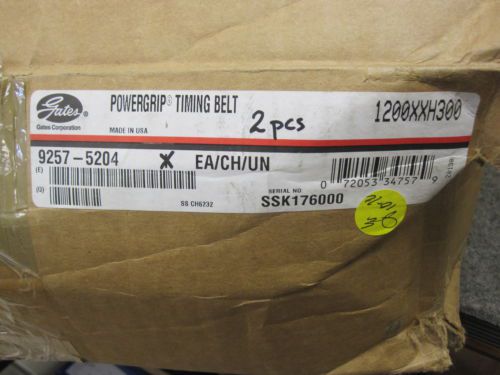 Gates®
Gates Corporation
POWERGRIP® TIMING BELT
MADE IN USA
2 pcs
1200XXH300
9257-5204 X EA/CH/UN
(E)
(Q)
SB CH6232
SERIAL NO
SSK176000
0 72053 34757 9